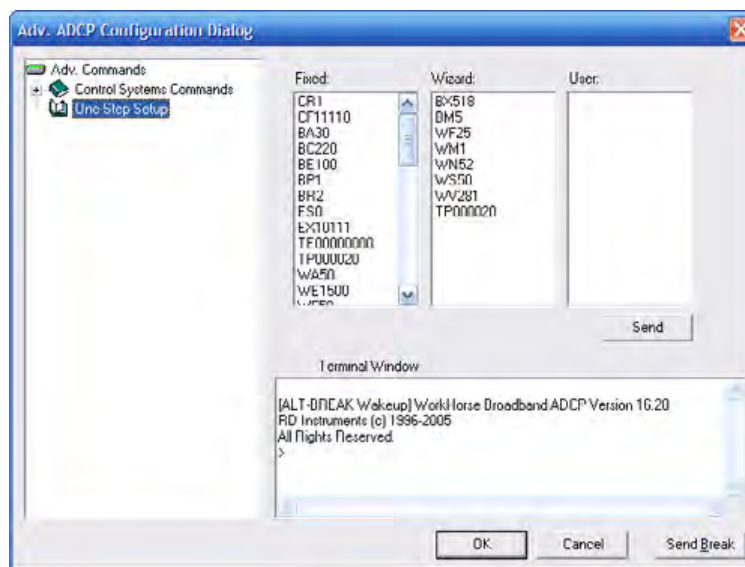 Adv. ADCP Configuration Dialog
Adv. Commands
Control Systems Commands
One Step Setup
Fixed:
CR1
CF11110
BA30
BC220
BE100
BP1
BR2
ES0
EX10111
TE00000000
TP000020
WA50
WE1500
Wizard:
BX518
BM5
WF25
WM1
WN52
WS50
WV281
TP000020
User:
Send
Terminal Window
[ALT-BREAK Wakeup] WorkHorse Broadband ADCP Version 16.20
RD Instruments (c) 1996-2005
All Rights Reserved.
>
OK
Cancel
Send Break